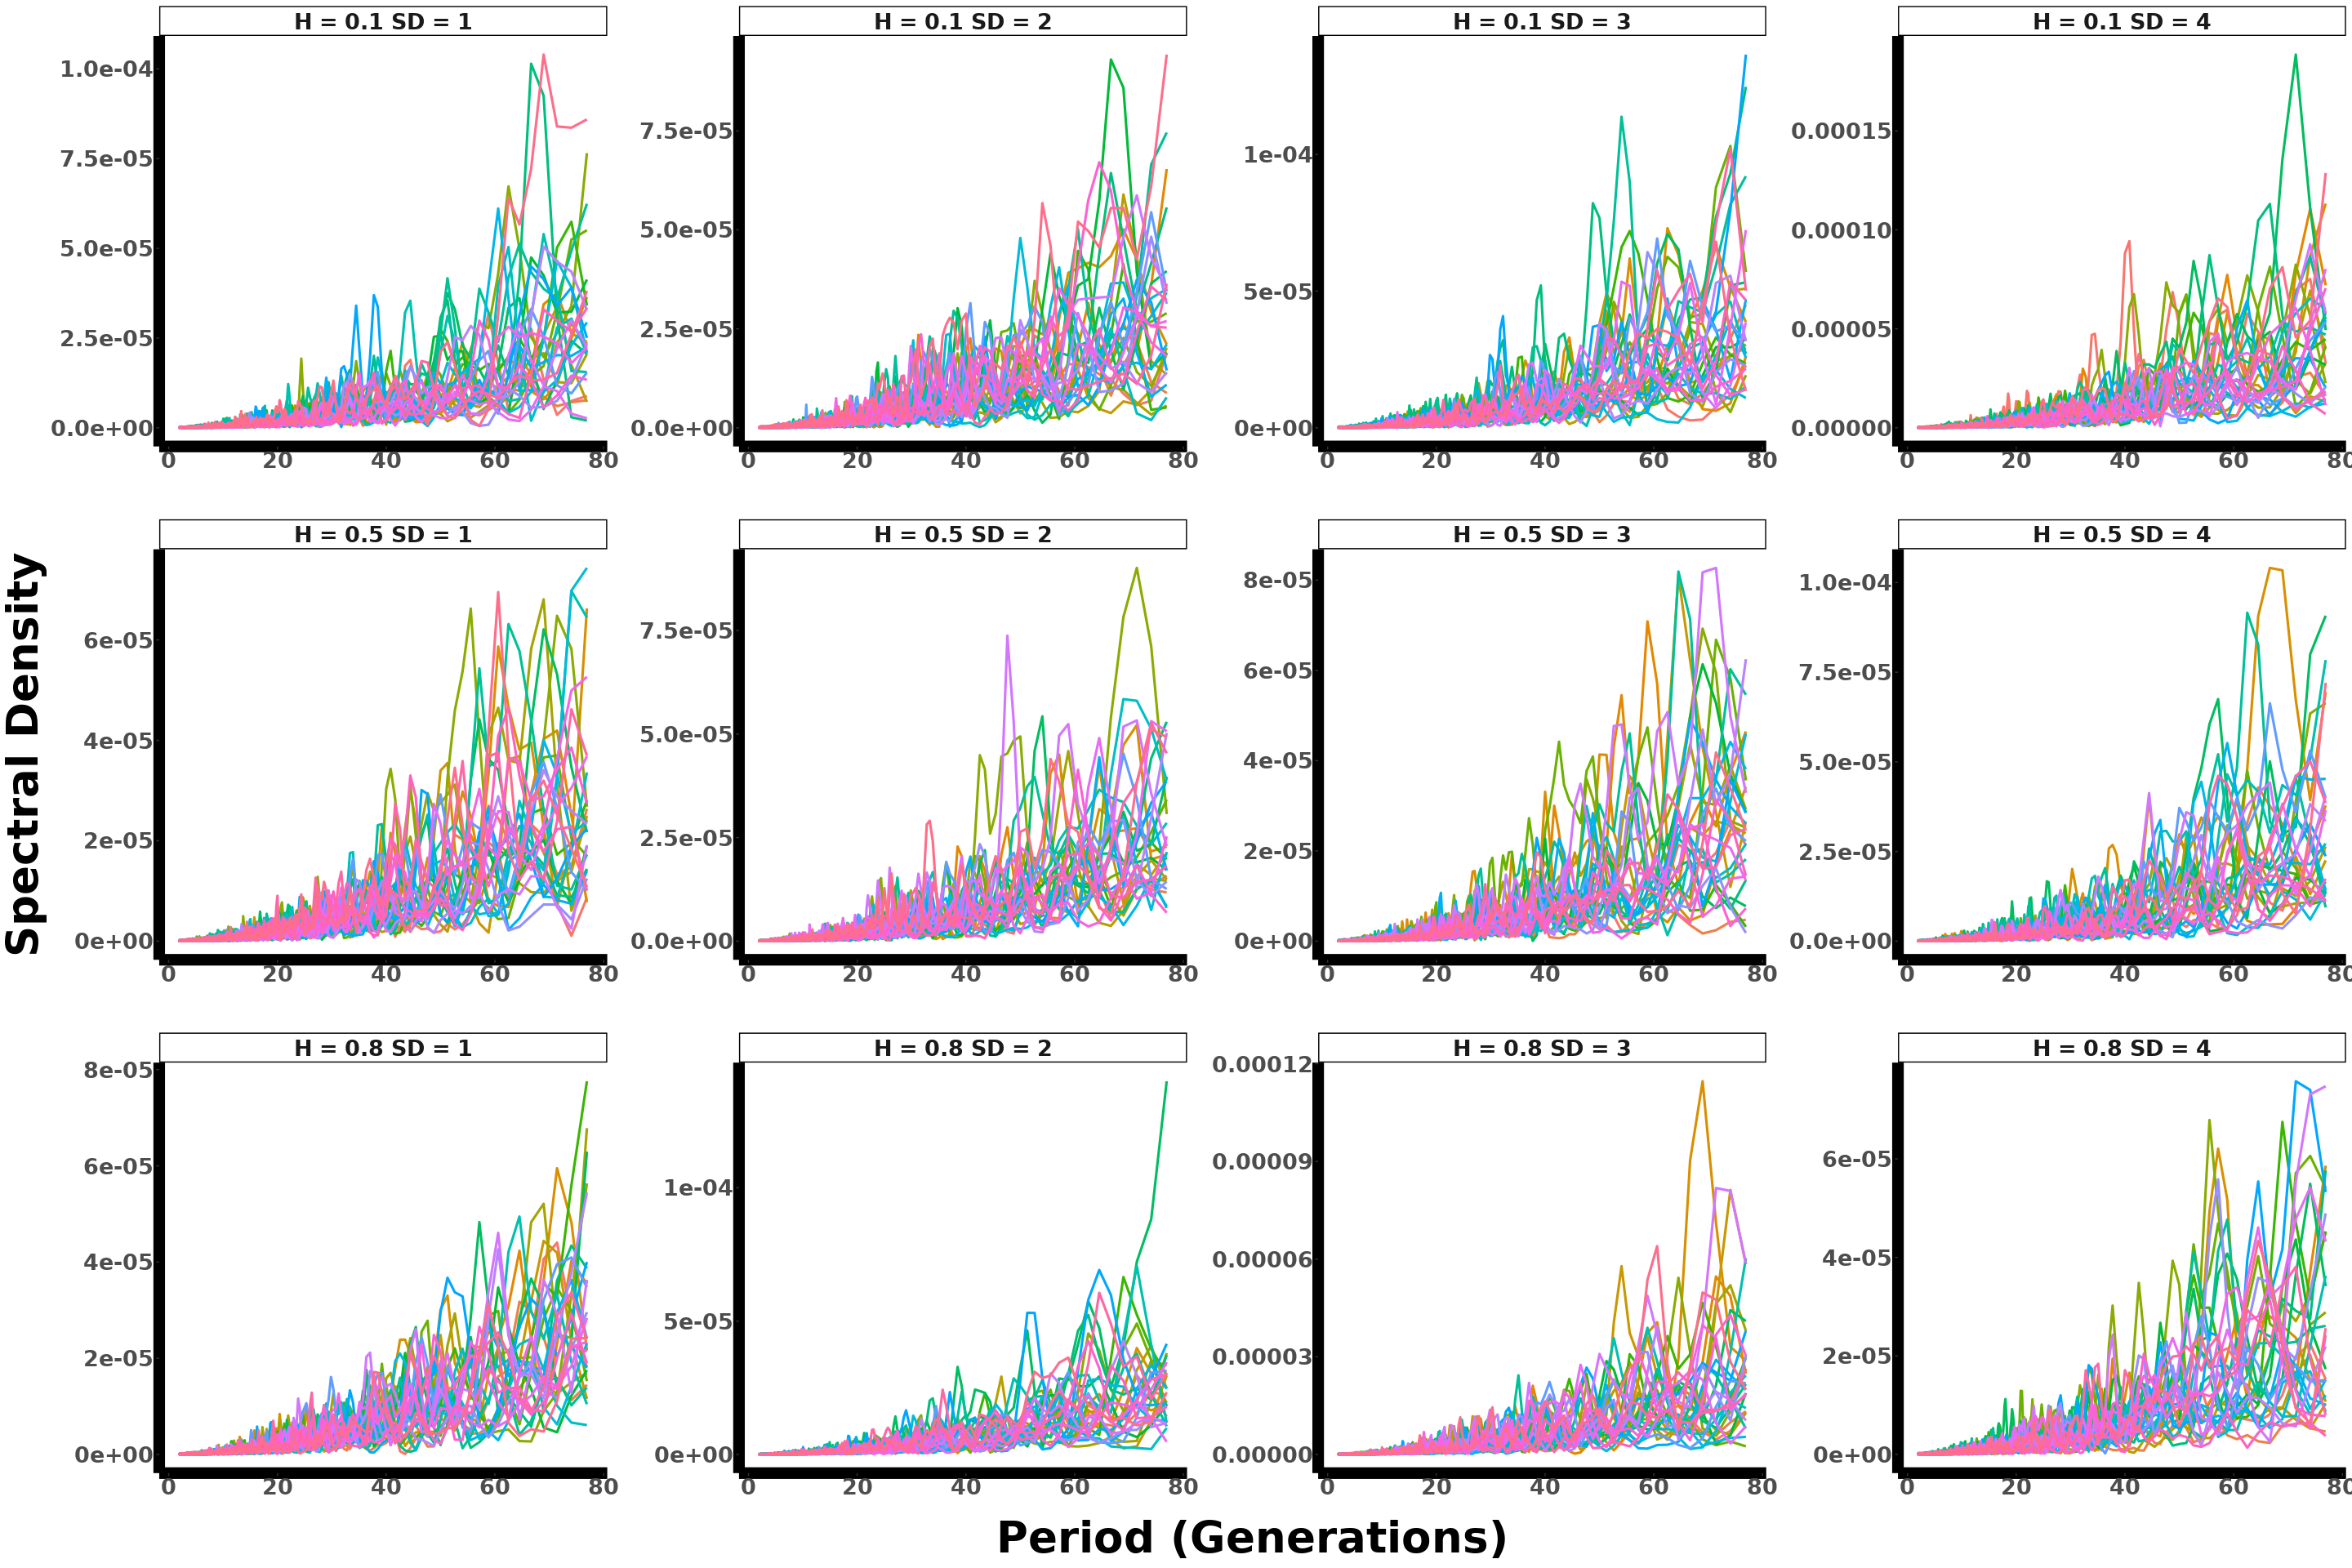 H = 0.1 SD = 1
H = 0.1 SD = 2
H = 0.1 SD = 3
H = 0.1 SD = 4
1.0e-04
7.5e-05
5.0e-05
2.5e-05
0.0e+00
7.5e-05
5.0e-05
2.5e-05
0.0e+00
1e-04
5e-05
0e+00
0.00015
0.00010
0.00005
0.00000
0 20 40 60 80
0 20 40 60 80
0 20 40 60 80
0 20 40 60 80
H = 0.5 SD = 1
H = 0.5 SD = 2
H = 0.5 SD = 3
H = 0.5 SD = 4
Spectral Density
6e-05
4e-05
2e-05
0e+00
7.5e-05
5.0e-05
2.5e-05
0.0e+00
8e-05
6e-05
4e-05
2e-05
0e+00
1.0e-04
7.5e-05
5.0e-05
2.5e-05
0.0e+00
0 20 40 60 80
0 20 40 60 80
0 20 40 60 80
0 20 40 60 80
H = 0.8 SD = 1
H = 0.8 SD = 2
H = 0.8 SD = 3
H = 0.8 SD = 4
8e-05
6e-05
4e-05
2e-05
0e+00
1e-04
5e-05
0e+00
0.00012
0.00009
0.00006
0.00003
0.00000
6e-05
4e-05
2e-05
0e+00
0 20 40 60 80
0 20 40 60 80
0 20 40 60 80
0 20 40 60 80
Period (Generations)